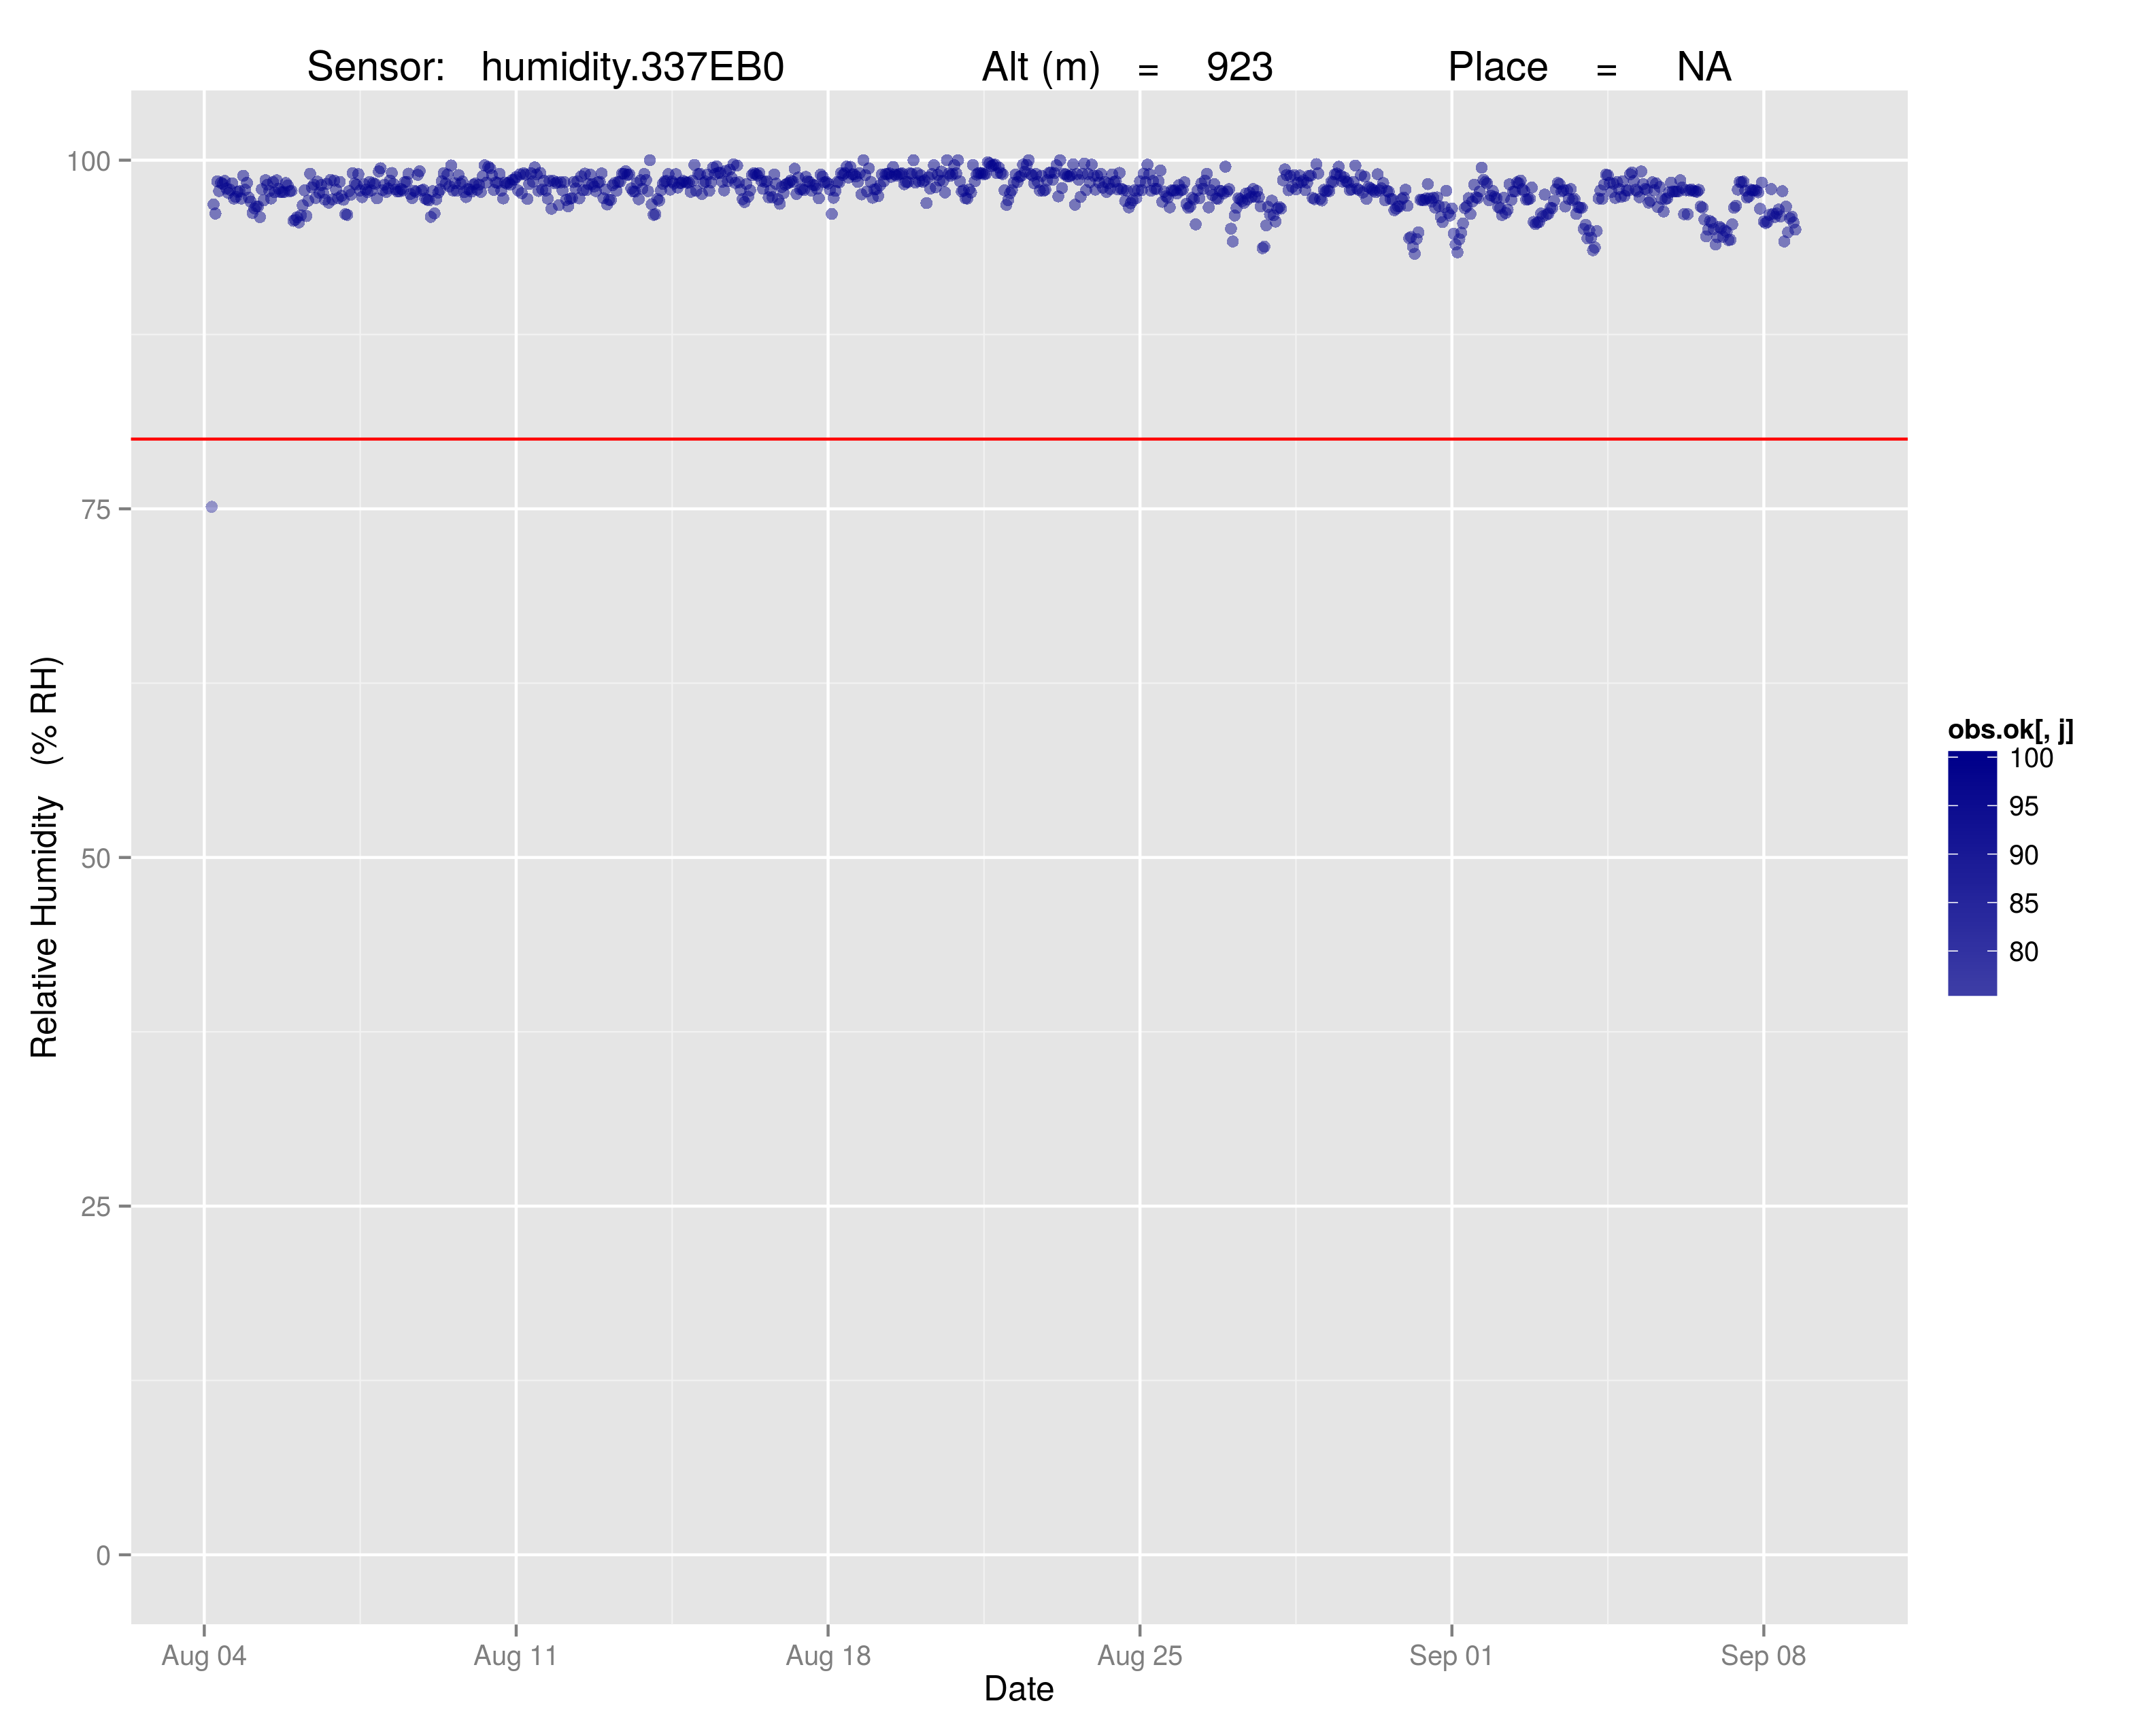 Sensor: humidity.337EB0 Alt (m) = 923 Place = NA
100
75
50
25
0
Relative Humidity (% RH)
Aug 04 Aug 11 Aug 18 Aug 25 Sep 01 Sep 08
Date
obs.ok[, j]
100
95
90
85
80